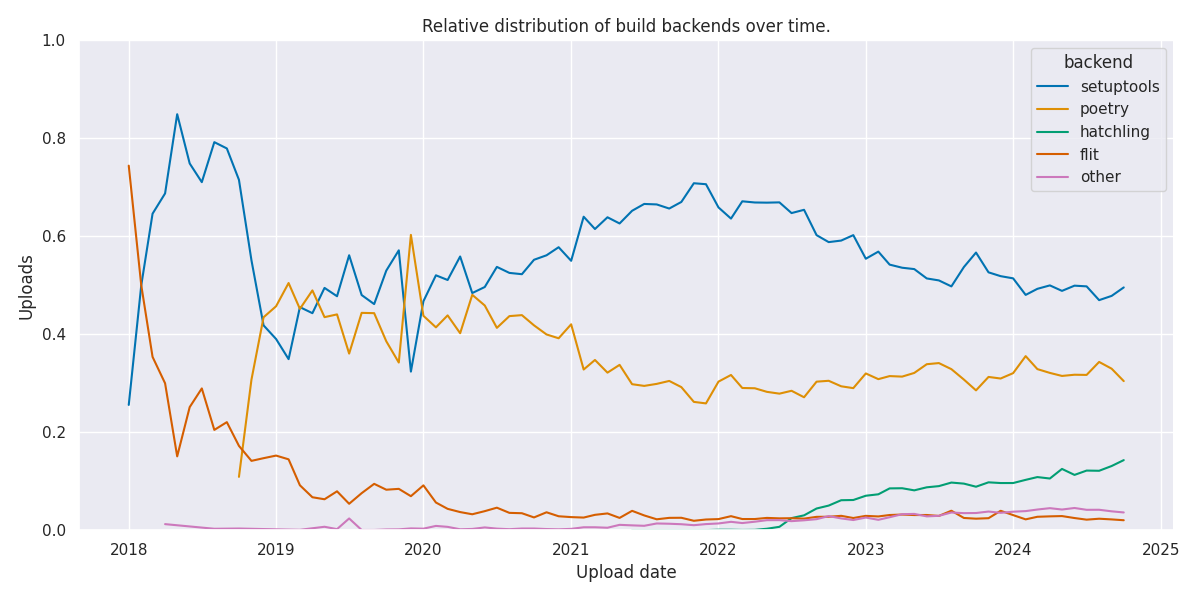 Relative distribution of build backends over time.
1.0
0.8
0.6
0.4
0.2
0.0
Uploads
backend
setuptools
poetry
hatchling
flit
other
2018
2019
2020
2021
2022
2023
2024
2025
Upload date